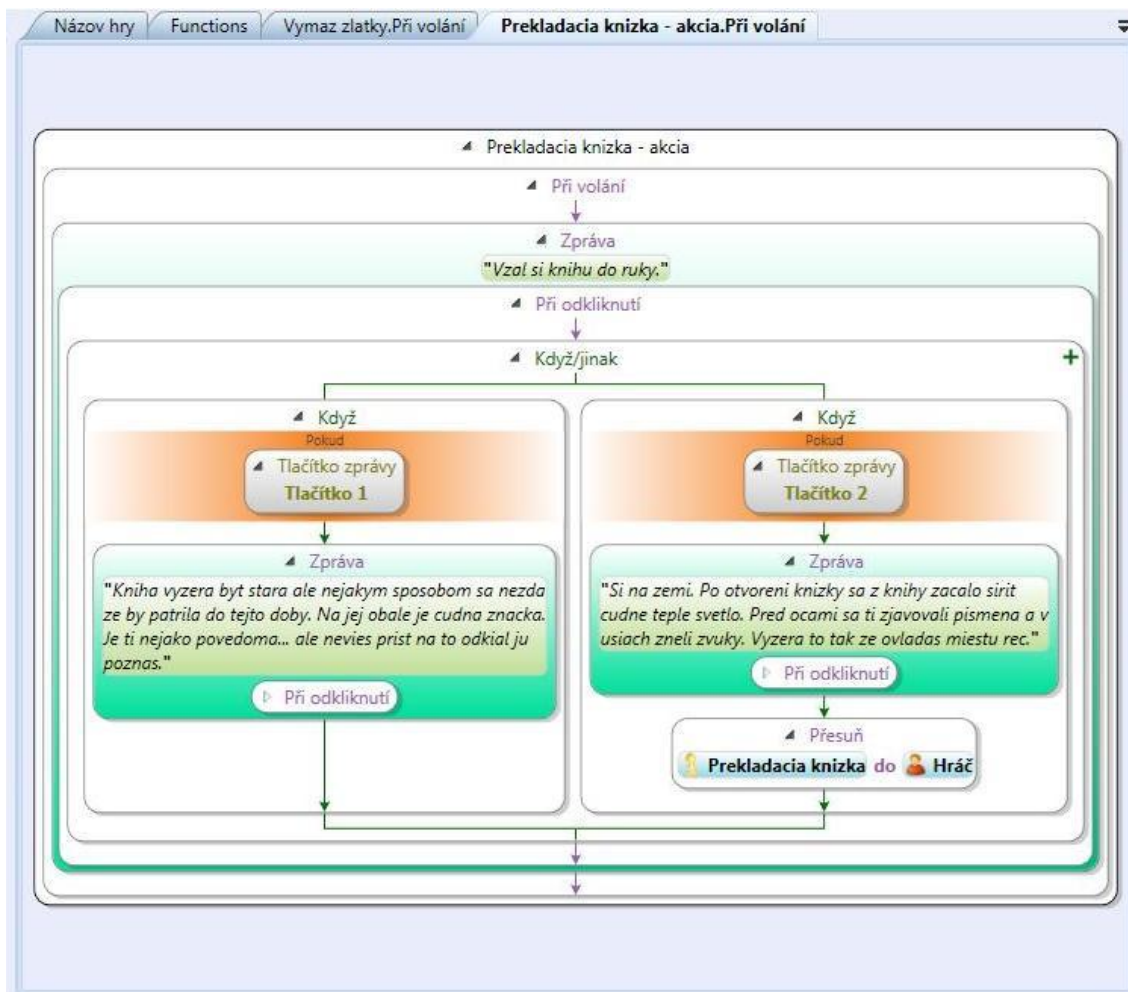 Názov hry
Functions
Vymaz zlatky.Při volání
Prekladacia knizka - akcia.Při volání
Prekladacia knizka - akcia
Při volání
Zpráva
"Vzal si knihu do ruky."
Při odkliknutí
Když/jinak
Když
Pokud
Tlačítko zprávy
Tlačítko 1
Zpráva
"Kniha vyzera byt stara ale nejakym sposobom sa nezda
ze by patrila do tejto doby. Na jej obale je cudna znacka.
Je ti nejako povedoma... ale nevies prist na to odkial ju
poznas."
Při odkliknutí
Když
Pokud
Tlačítko zprávy
Tlačítko 2
Zpráva
"Si na zemi. Po otvoreni knizky sa z knihy zacalo sirit
cudne teple svetlo. Pred ocami sa ti zjavovali pismena a v
usiach zneli zvuky. Vyzera to tak ze ovladas miestu rec."
Při odkliknutí
Přesuň
Prekladacia knizka do Hráč